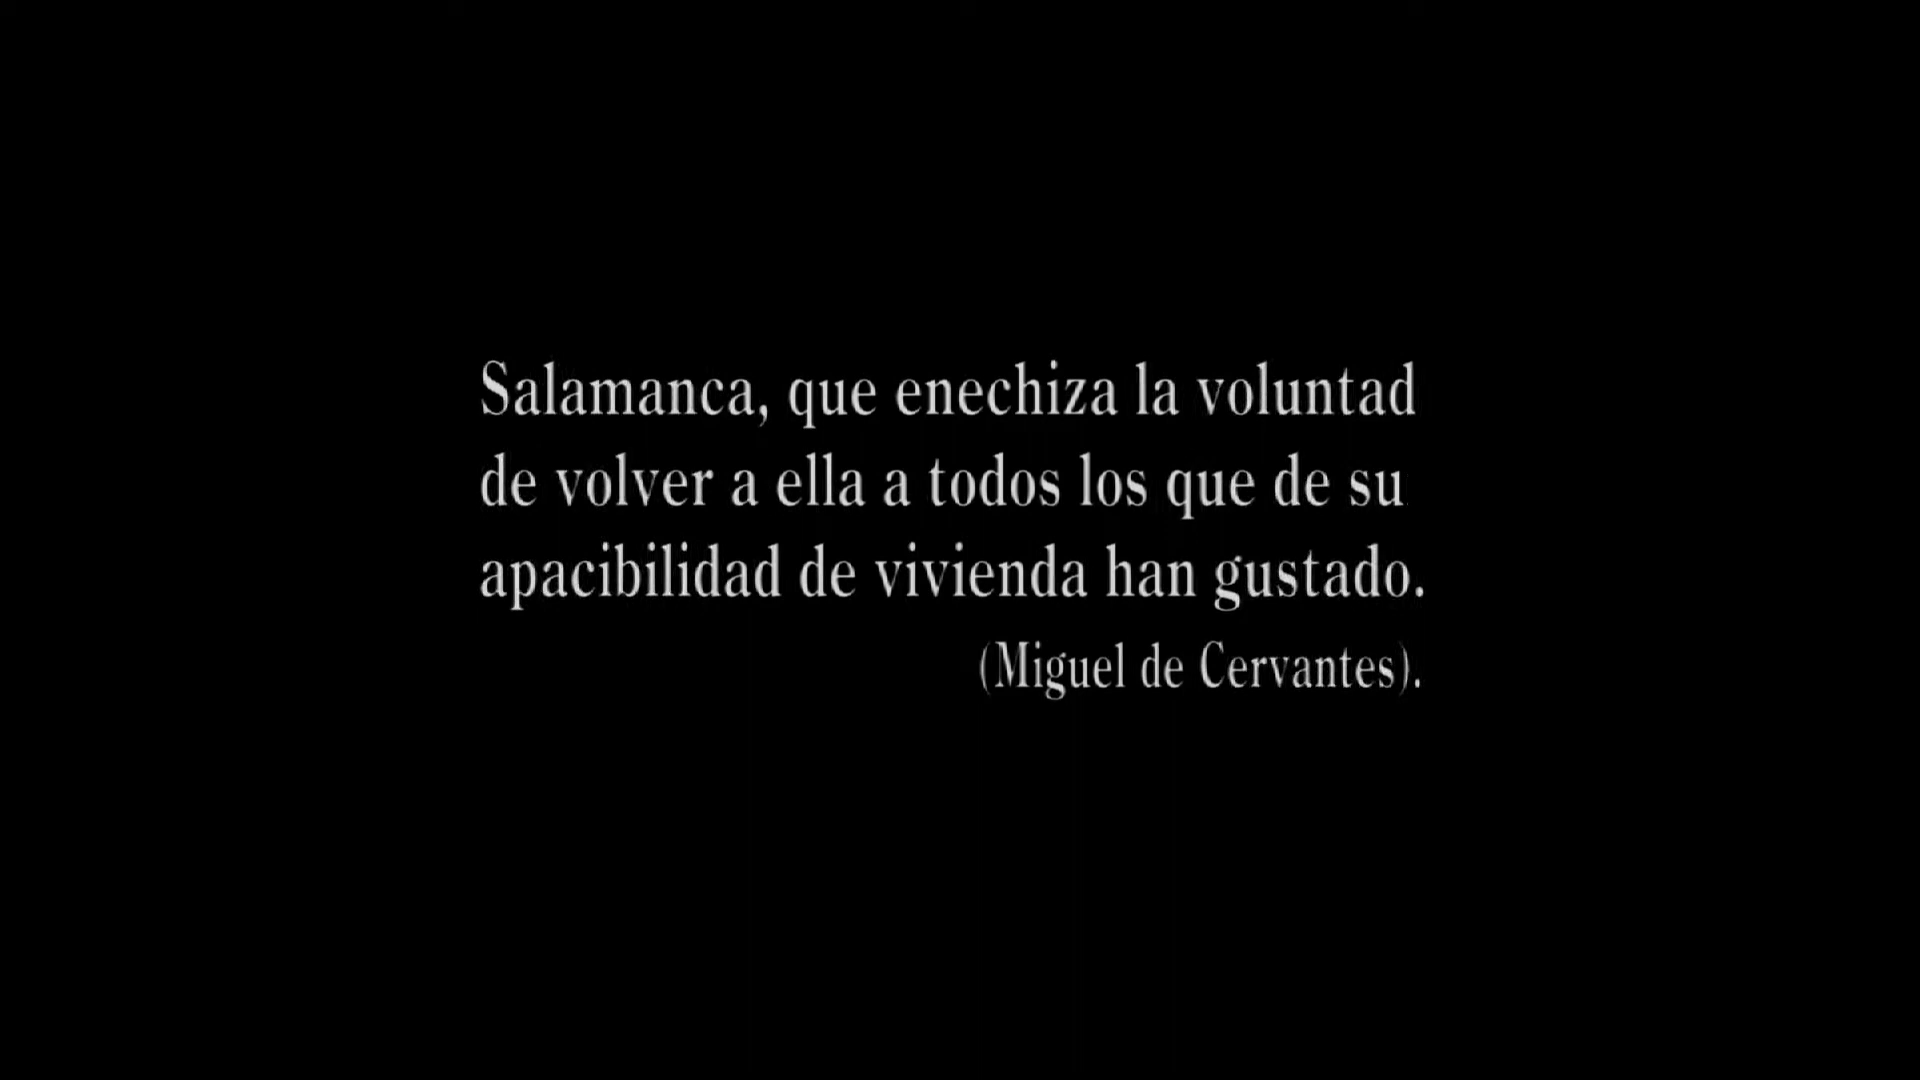 Salamanca, que enechiza la voluntad
de volver a ella a todos los que de su
apacibilidad de vivienda han gustado.
(Miguel de Cervantes).